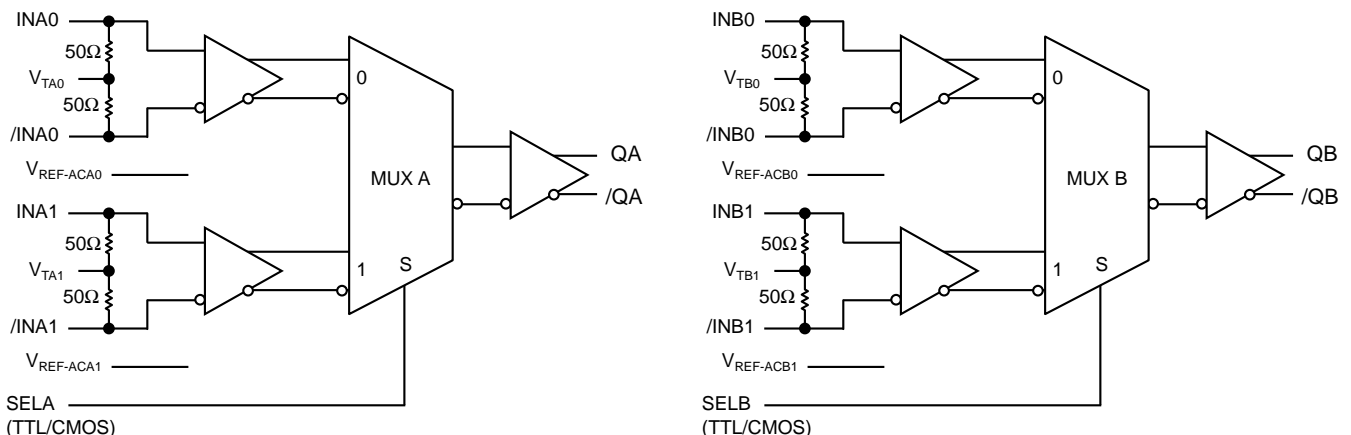 INA0
50Ω
VTA0
50Ω
/INA0
VREF-ACA0
INA1
50Ω
VTA1
50Ω
/INA1
VREF-ACA1
SELA
(TTL/CMOS)
0
MUX A
1
S
QA
/QA
INB0
50Ω
VTB0
50Ω
/INB0
VREF-ACB0
INB1
50Ω
VTB1
50Ω
/INB1
VREF-ACB1
SELB
(TTL/CMOS)
0
MUX B
1
S
QB
/QB